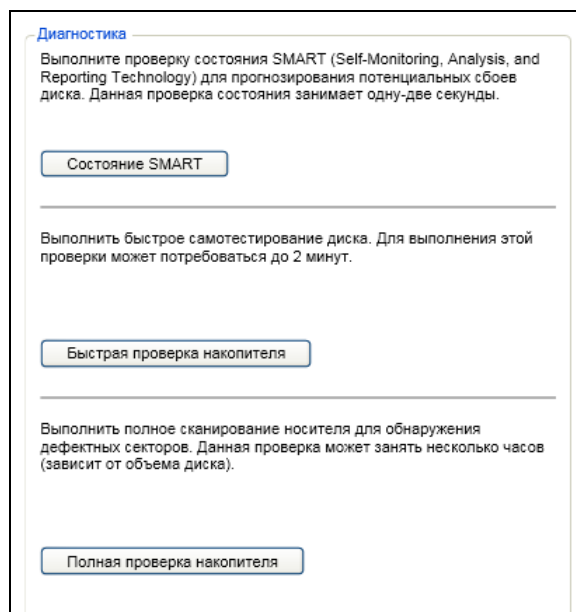 Диагностика
Выполните проверку состояния SMART (Self-Monitoring, Analysis, and
Reporting Technology) для прогнозирования потенциальных сбоев
диска. Данная проверка состояния занимает одну-две секунды.
Состояние SMART
Выполнить быстрое самотестирование диска. Для выполнения этой
проверки может потребоваться до 2 минут.
Быстрая проверка накопителя
Выполнить полное сканирование носителя для обнаружения
дефектных секторов. Данная проверка может занять несколько часов
(зависит от объема диска).
Полная проверка накопителя